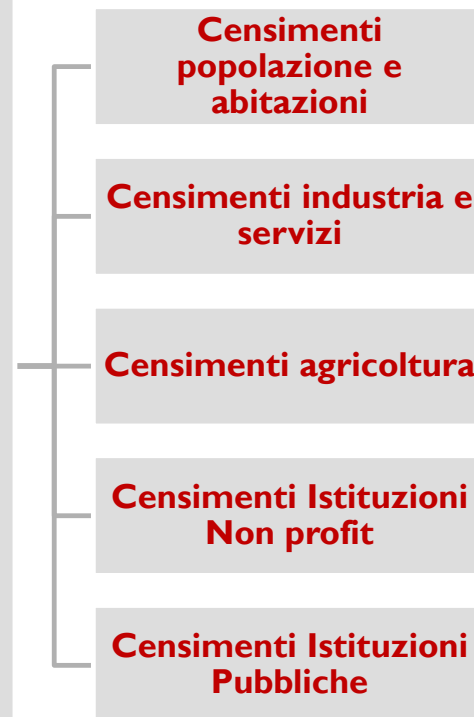 Censimenti
popolazione e
abitazioni
Censimenti industria e
servizi
Censimenti agricoltura
Censimenti Istituzioni
Non profit
Censimenti Istituzioni
Pubbliche